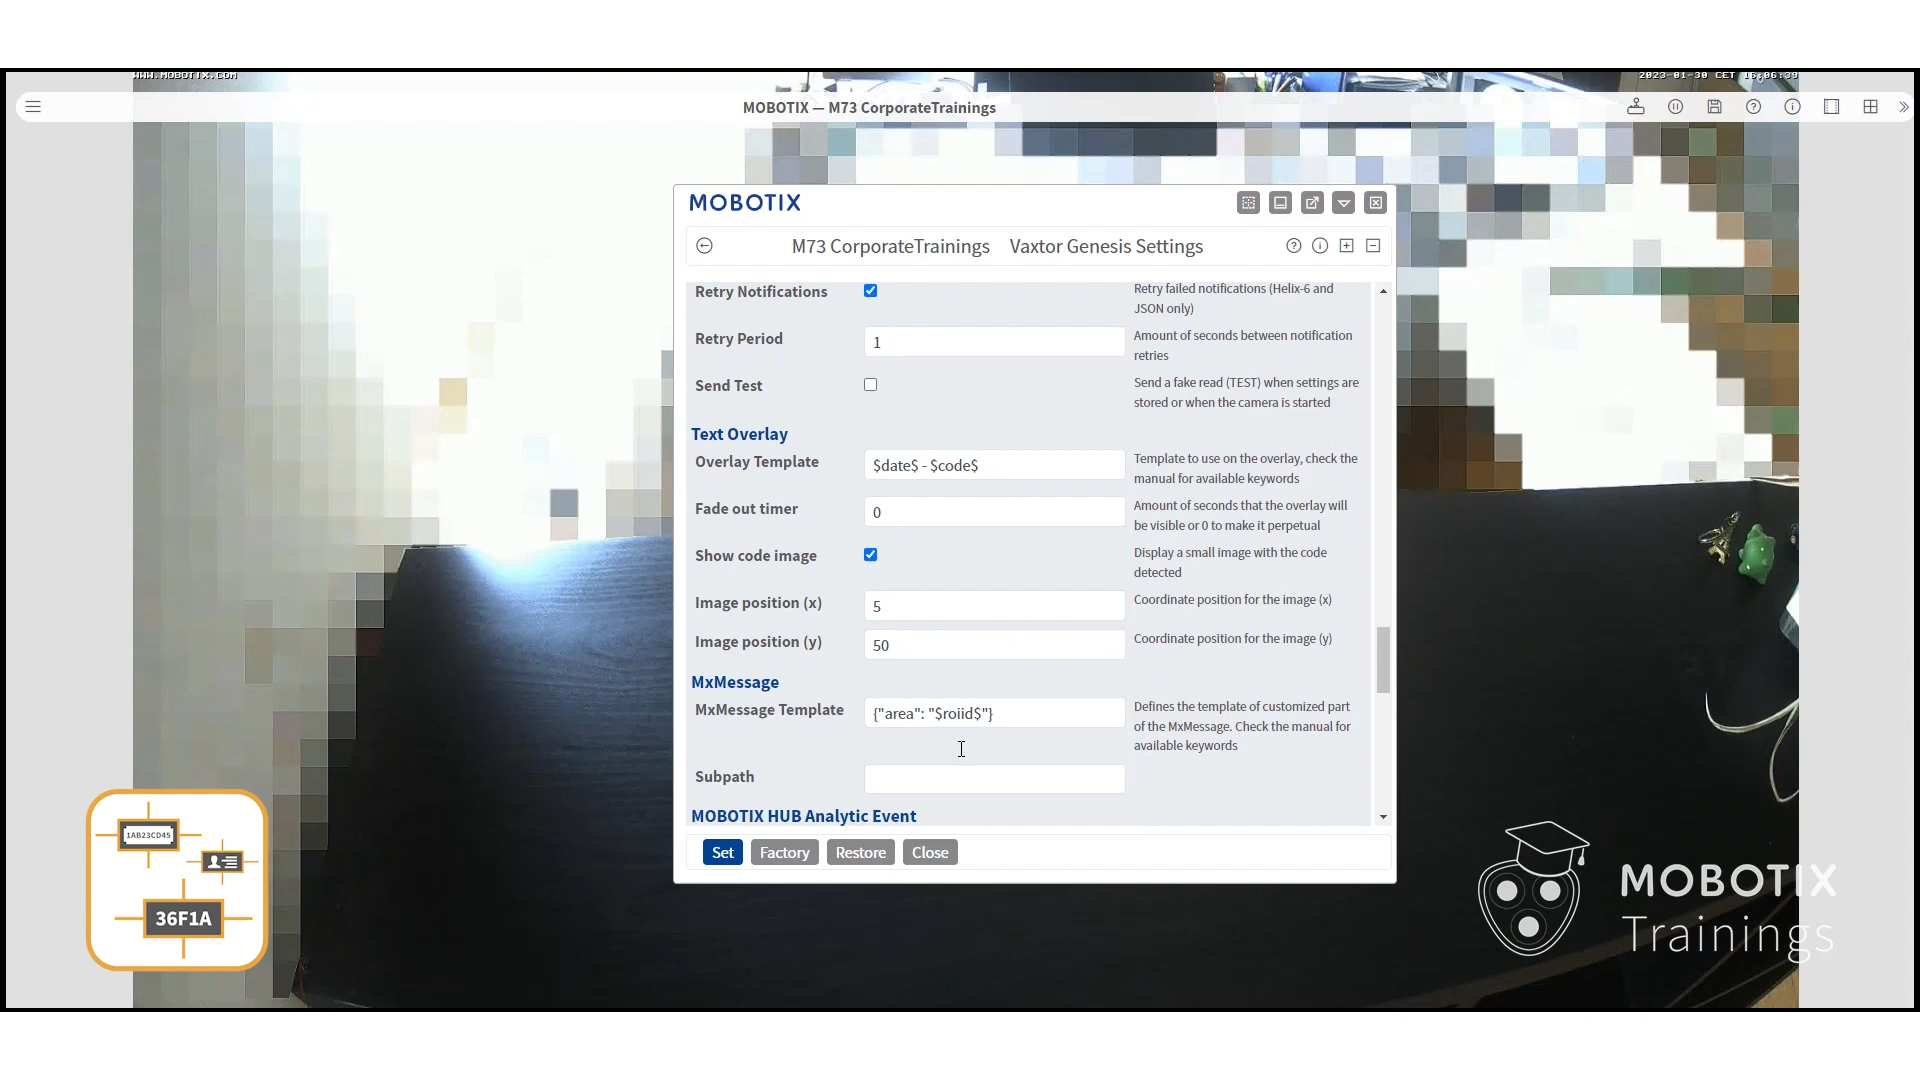 WWW.MOBOTIX.COM
2023-01-30 CET 16:06:39
MOBOTIX — M73 CorporateTrainings
MOBOTIX
M73 CorporateTrainings Vaxtor Genesis Settings
Retry Notifications
Retry failed notifications (Helix-6 and
JSON only)
Retry Period
1
Amount of seconds between notification
retries
Send Test
Send a fake read (TEST) when settings are
stored or when the camera is started
Text Overlay
Overlay Template
$date$ - $code$
Template to use on the overlay, check the
manual for available keywords
Fade out timer
0
Amount of seconds that the overlay will
be visible or 0 to make it perpetual
Show code image
Display a small image with the code
detected
Image position (x)
5
Coordinate position for the image (x)
Image position (y)
50
Coordinate position for the image (y)
MxMessage
MxMessage Template
{"area": "$roiid$"}
Defines the template of customized part
of the MxMessage. Check the manual for
available keywords
Subpath
MOBOTIX HUB Analytic Event
Set Factory Restore Close
1AB23CD45
36F1A
MOBOTIX
Trainings